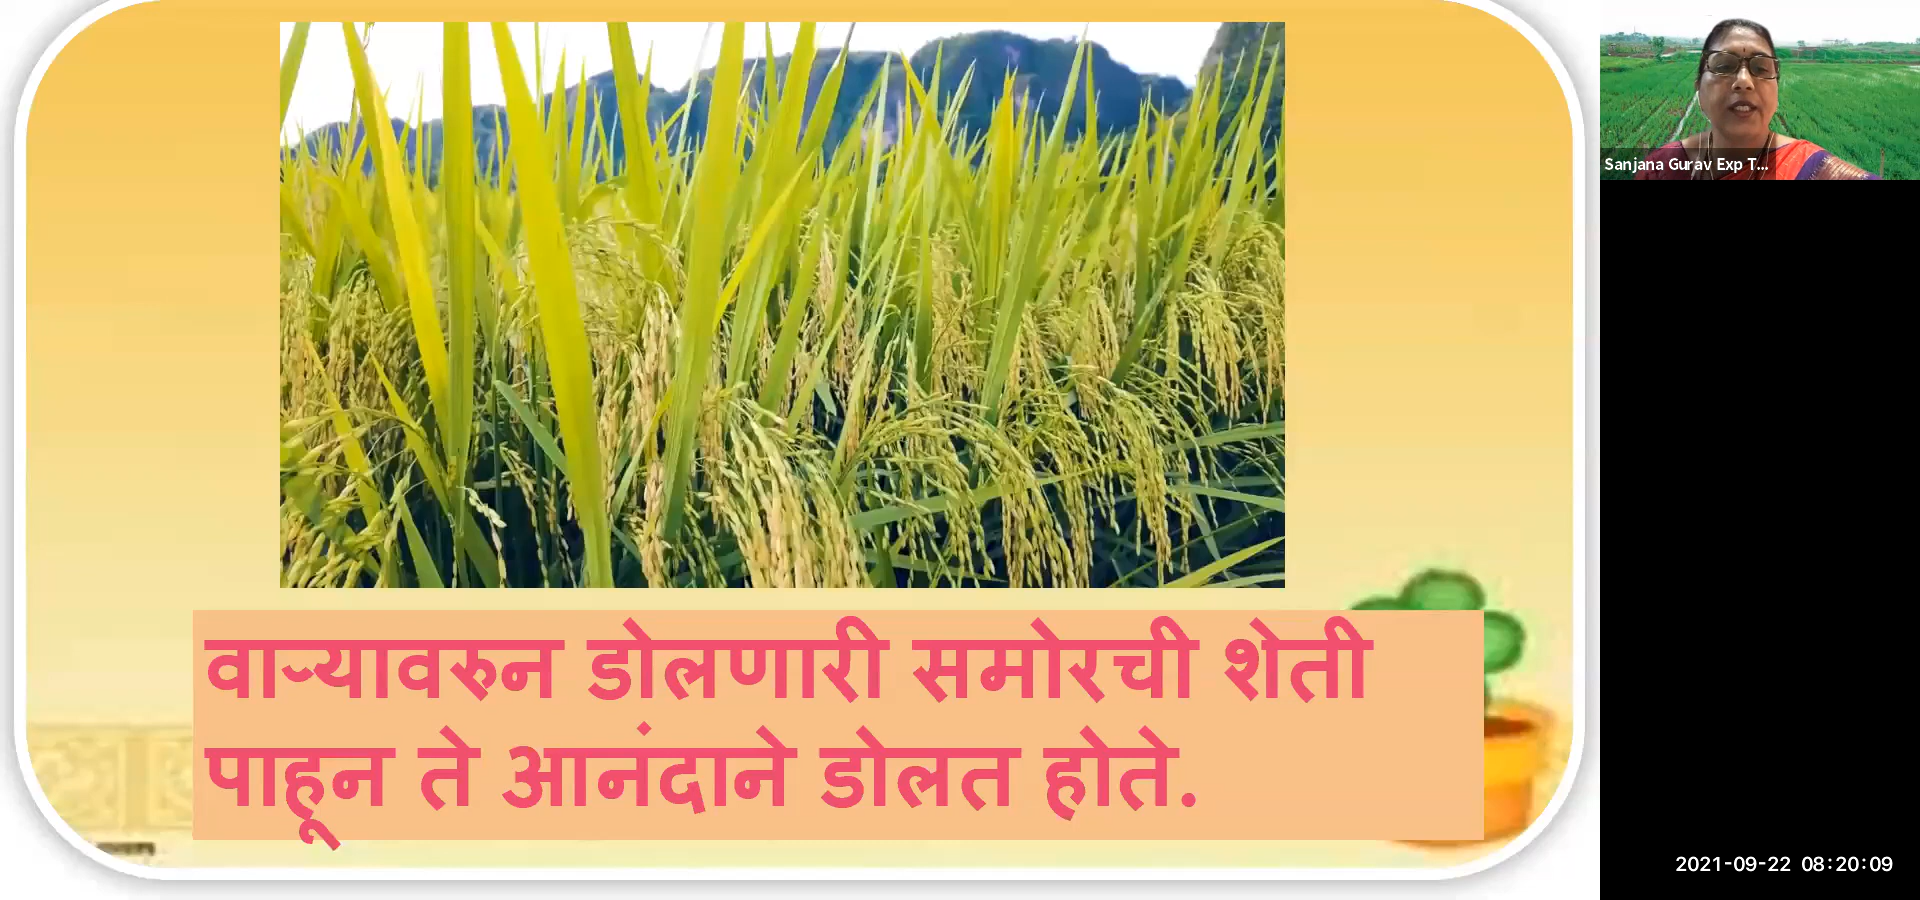 वाऱ्यावरुन डोलणारी समोरची शेती
पाहून ते आनंदाने डोलत होते.
Sanjana Gurav Exp T...
2021-09-22 08:20:09